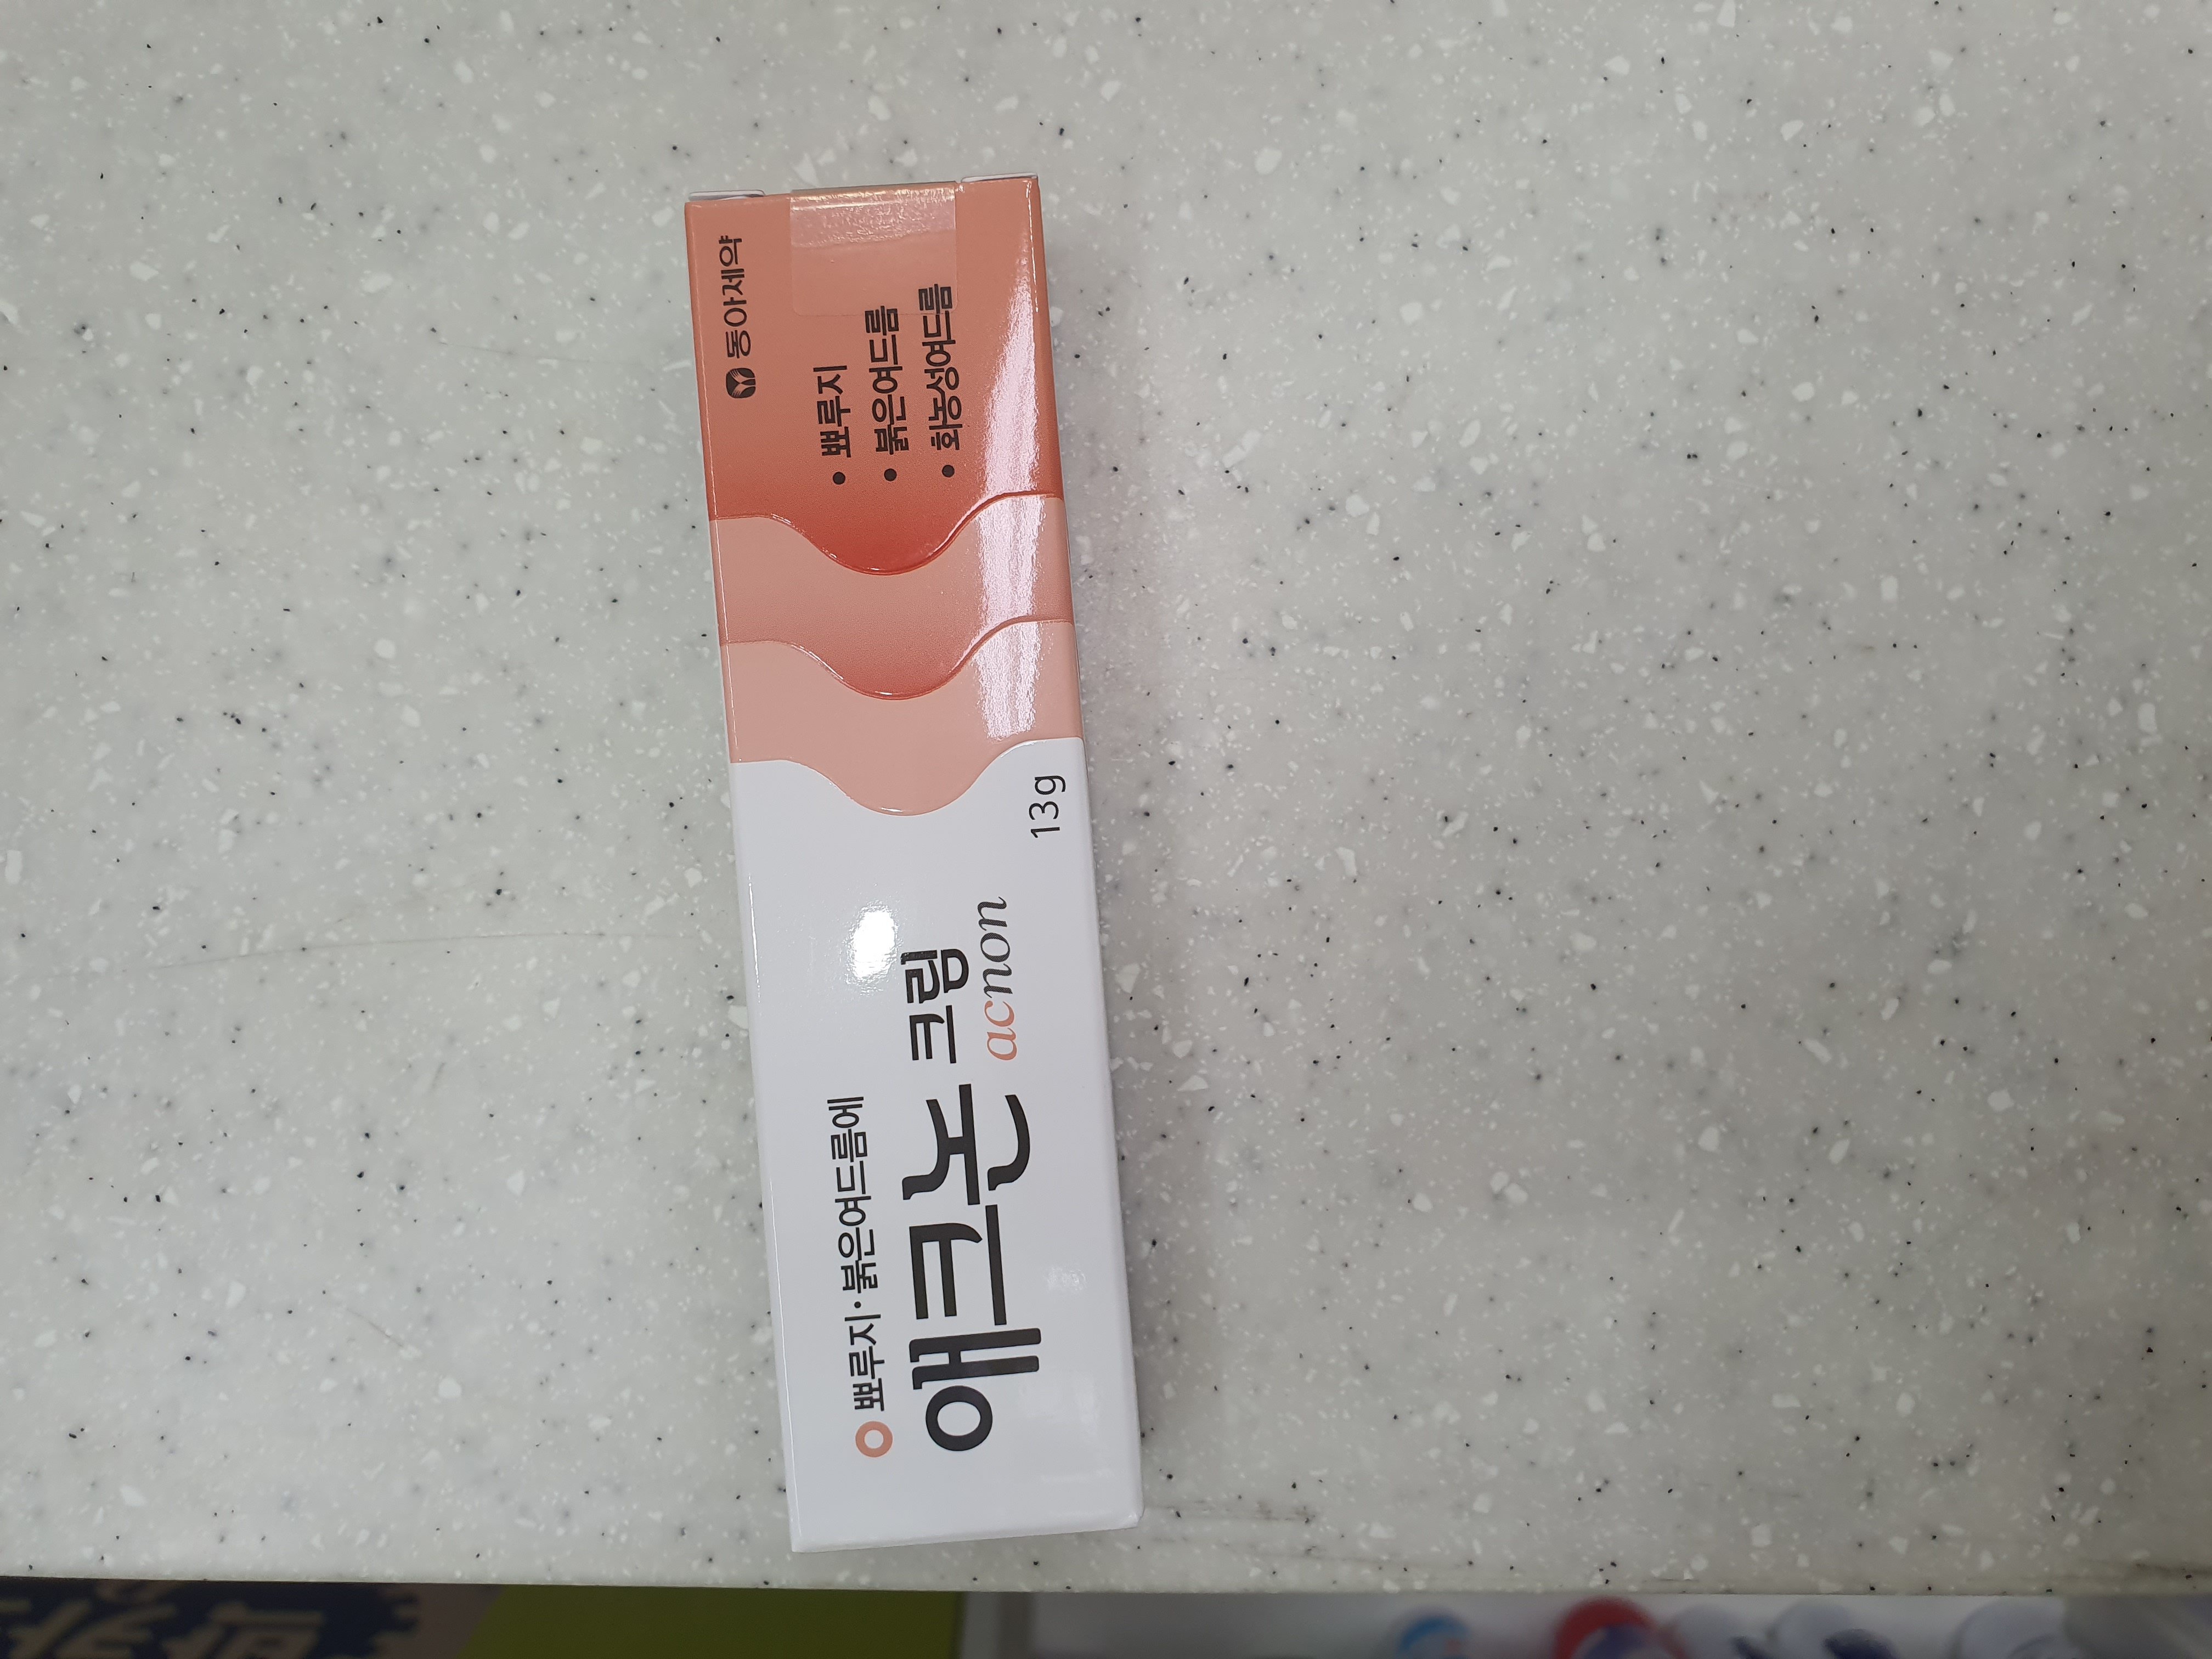 뾰루지·붉은여드름에
애크논 크림
acnon
13g
동아제약
• 뾰루지
• 붉은여드름
• 화농성여드름